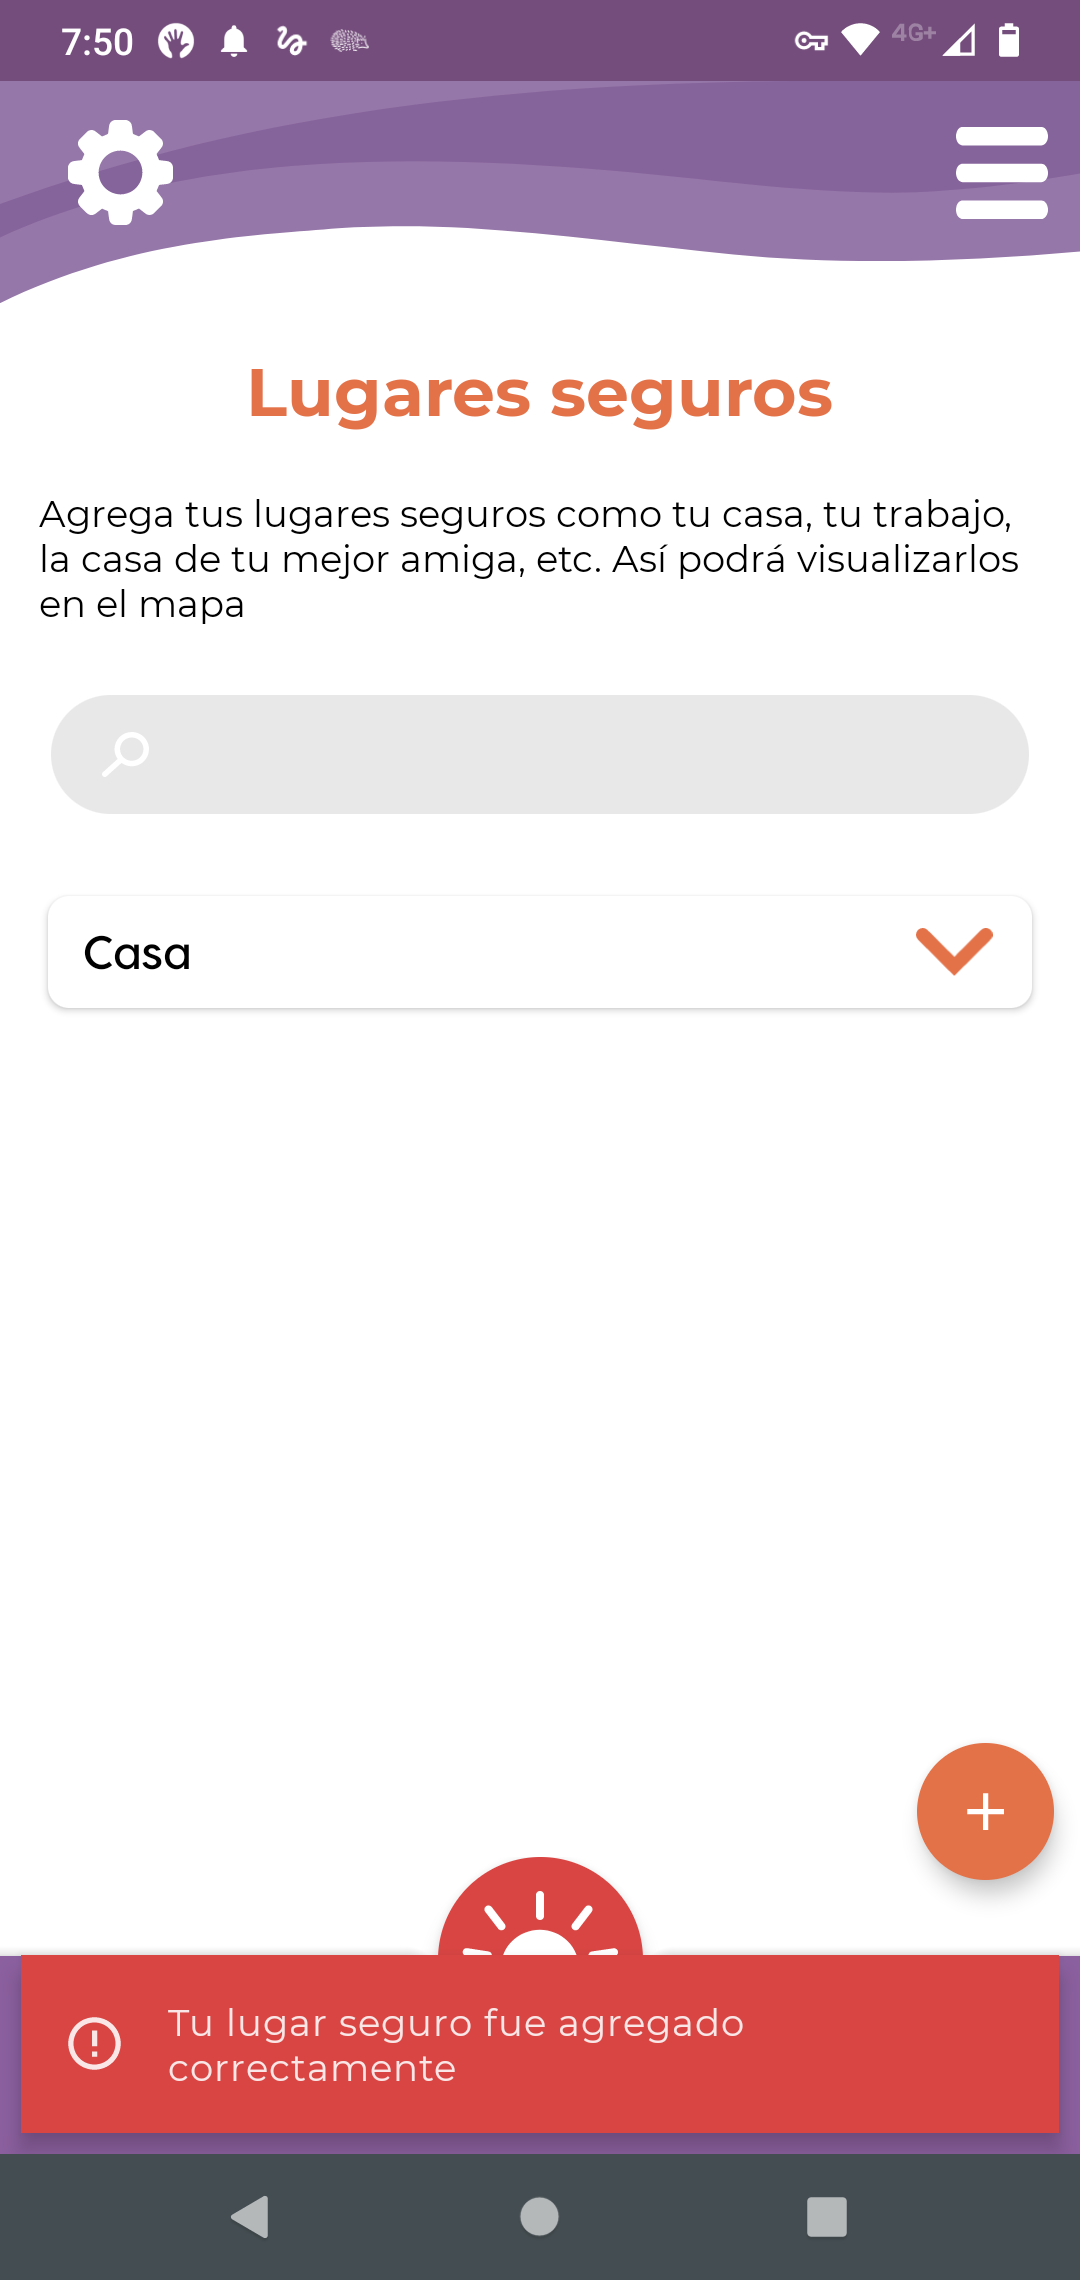 7:50
4G+
Lugares seguros
Agrega tus lugares seguros como tu casa, tu trabajo,
la casa de tu mejor amiga, etc. Así podrá visualizarlos
en el mapa
Casa
Tu lugar seguro fue agregado
correctamente